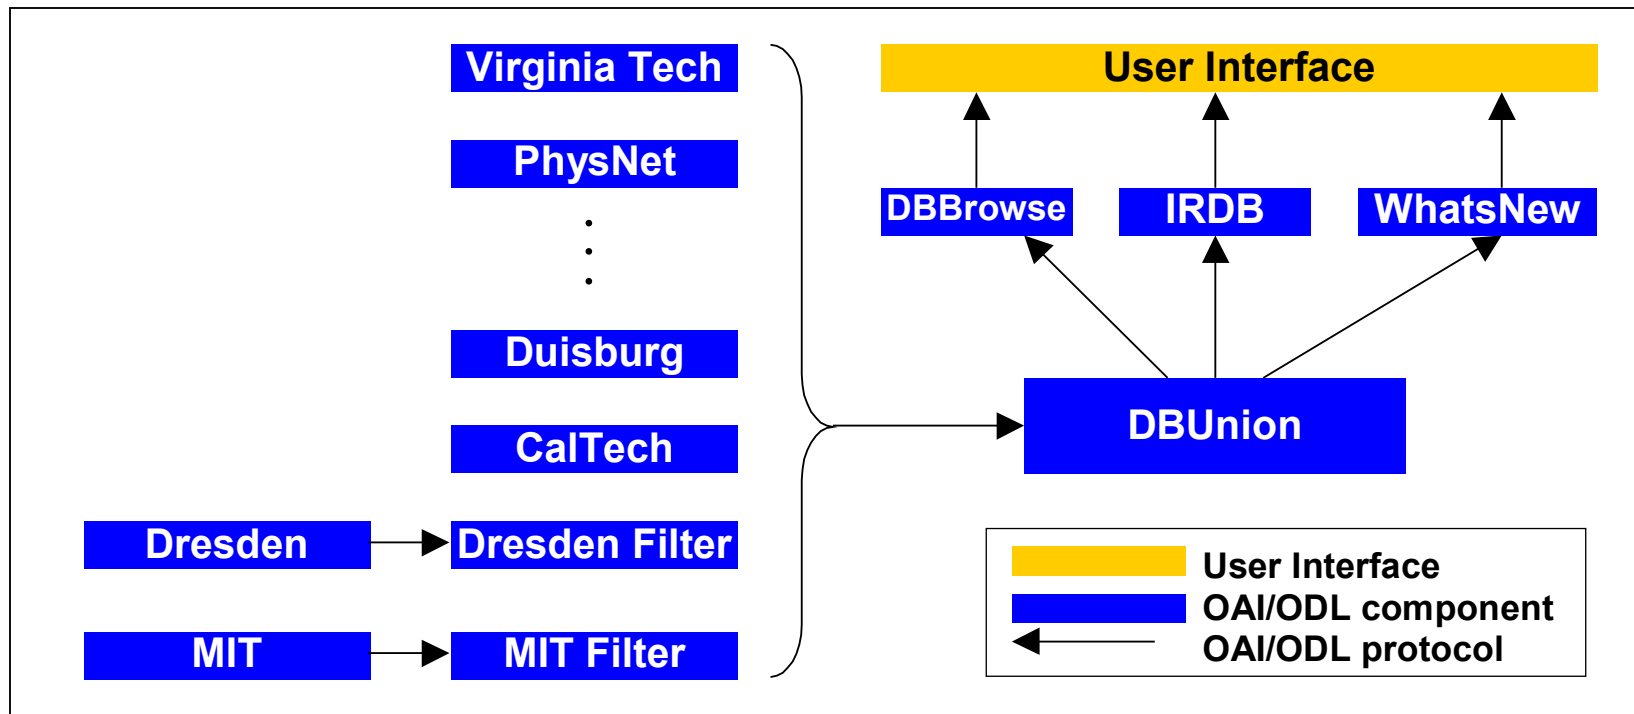 Virginia Tech
PhysNet
Duisburg
CalTech
Dresden
Dresden Filter
MIT
MIT Filter
User Interface
DBBrowse
IRDB
WhatsNew
DBUnion
User Interface
OAI/ODL component
OAI/ODL protocol